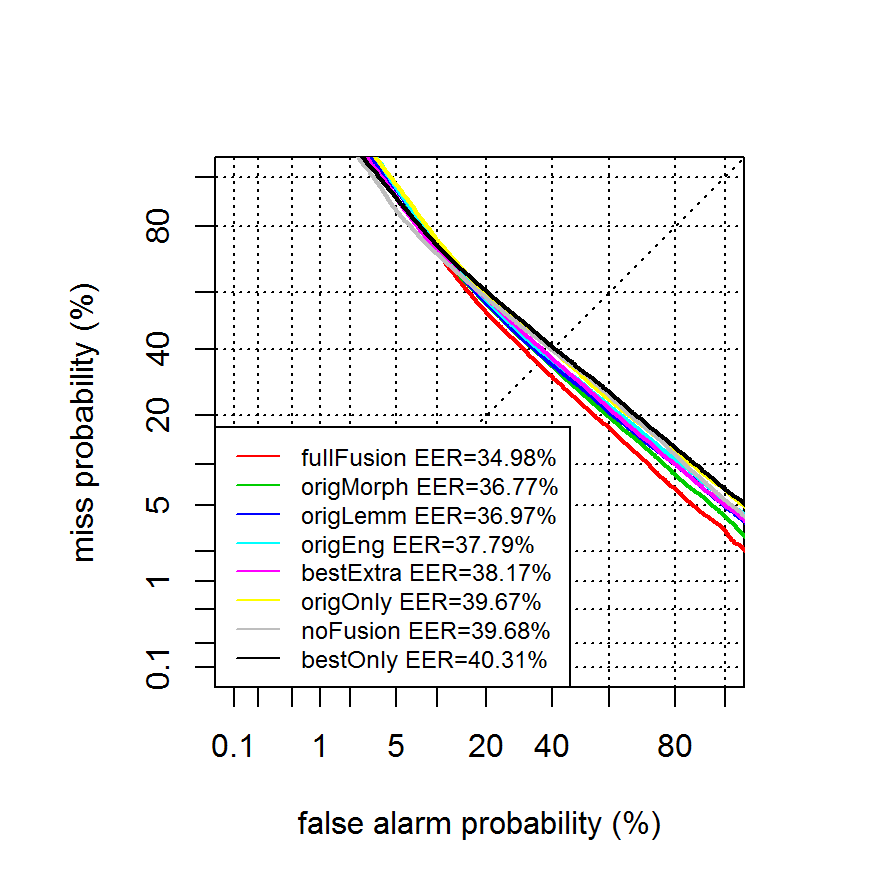 miss probability (%)
80
40
20
5
1
0.1
fullFusion EER=34.98%
origMorph EER=36.77%
origLemm EER=36.97%
origEng EER=37.79%
bestExtra EER=38.17%
origOnly EER=39.67%
noFusion EER=39.68%
bestOnly EER=40.31%
0.1 1 5 20 40 80
false alarm probability (%)